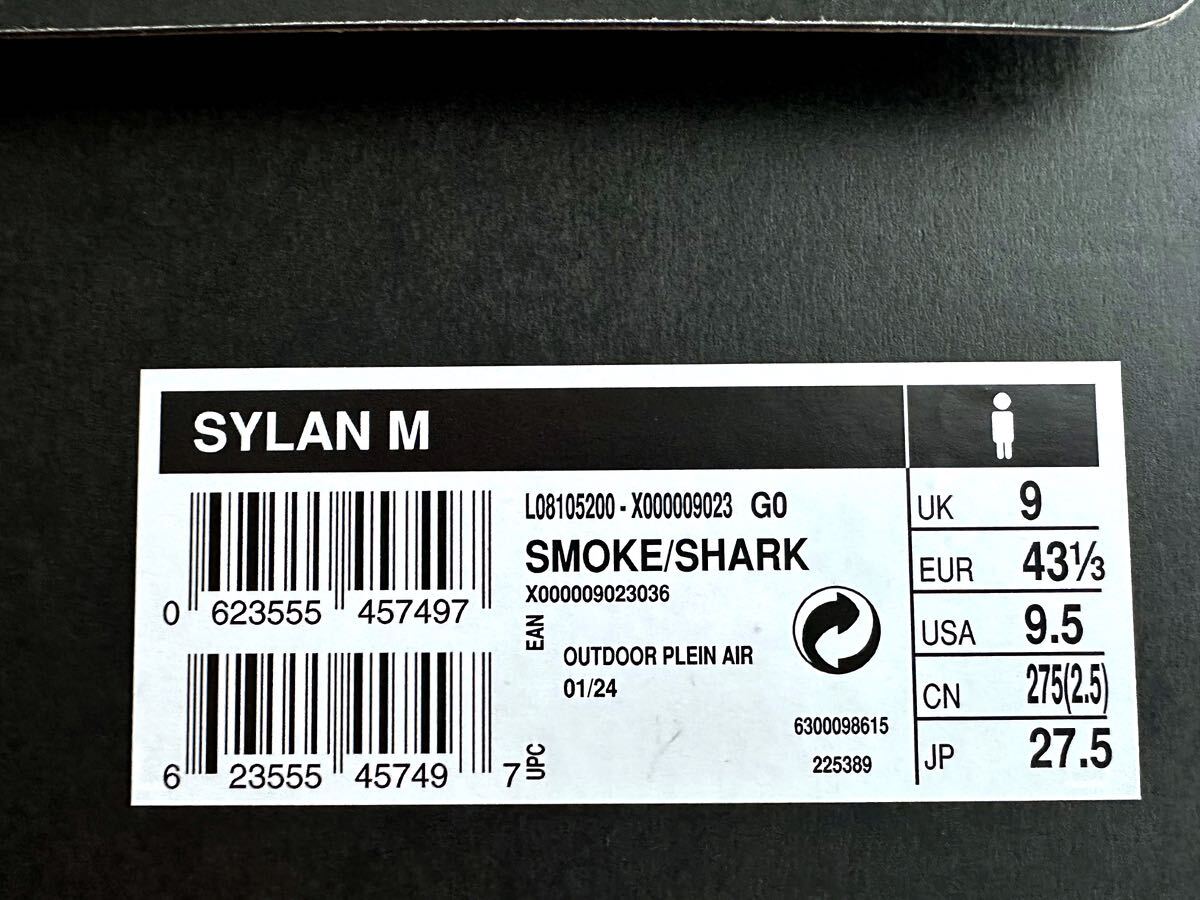 SYLAN M
0 623555 457497
6 23555 45749 7
L08105200 - X000009023 G0
SMOKE/SHARK
X000009023036
EAN
OUTDOOR PLEIN AIR
01/24
UPC
6300098615
225389
UK 9
EUR 43⅓
USA 9.5
CN 275(2.5)
JP 27.5